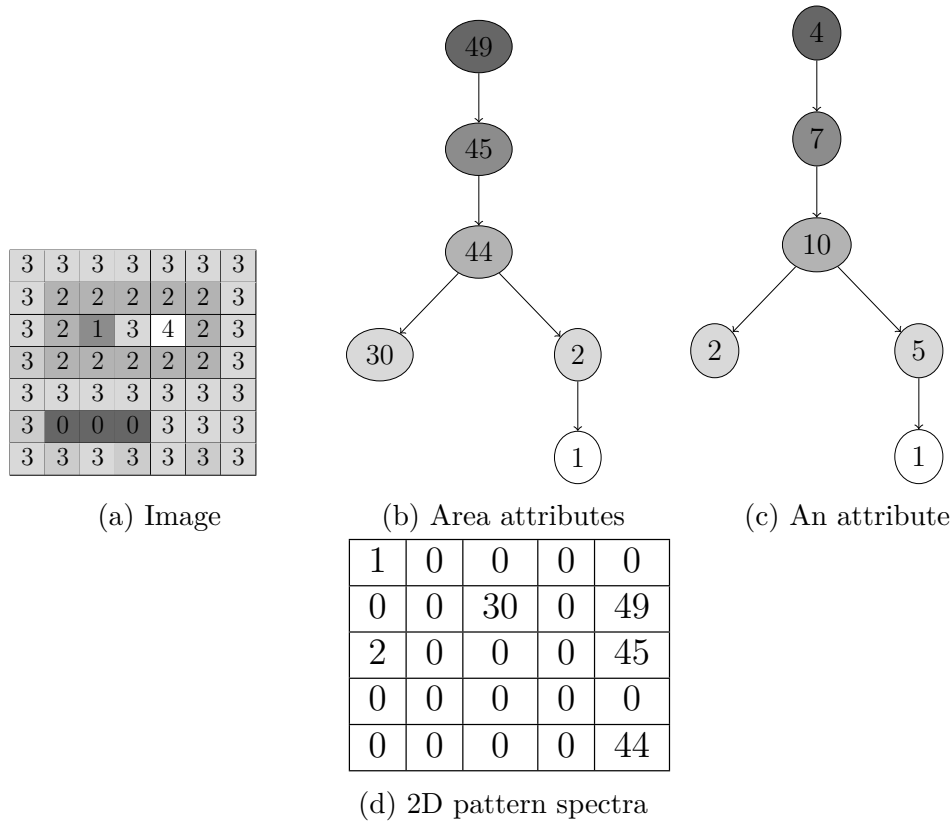 49
45
44
30 2
1
4
7
10
2 5
1
3 3 3 3 3 3 3
3 2 2 2 2 2 3
3 2 1 3 4 2 3
3 2 2 2 2 2 3
3 3 3 3 3 3 3
3 0 0 0 3 3 3
3 3 3 3 3 3 3
(a) Image
(b) Area attributes
(c) An attribute
1 0 0 0 0
0 0 30 0 49
2 0 0 0 45
0 0 0 0 0
0 0 0 0 44
(d) 2D pattern spectra